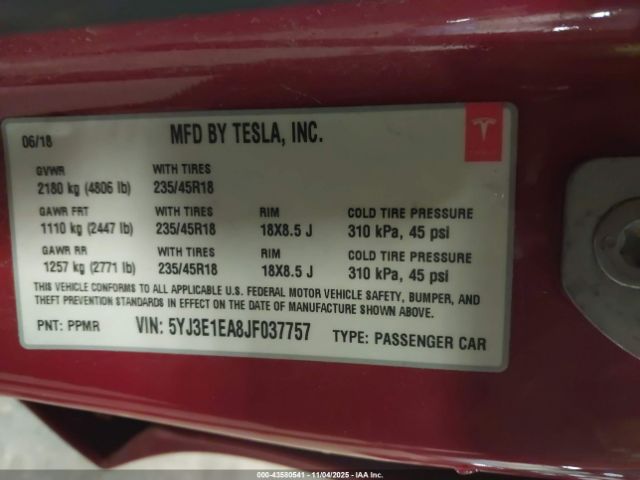 06/18 MFD BY TESLA, INC.
GVWR WITH TIRES
2180 kg (4806 lb) 235/45R18
GAWR FRT WITH TIRES RIM COLD TIRE PRESSURE
1110 kg (2447 lb) 235/45R18 18X8.5 J 310 kPa, 45 psi
GAWR RR WITH TIRES RIM COLD TIRE PRESSURE
1257 kg (2771 lb) 235/45R18 18X8.5 J 310 kPa, 45 psi
THIS VEHICLE CONFORMS TO ALL APPLICABLE U.S. FEDERAL MOTOR VEHICLE SAFETY, BUMPER, AND
THEFT PREVENTION STANDARDS IN EFFECT ON THE DATE OF MANUFACTURE SHOWN ABOVE.
PNT: PPMR VIN: 5YJ3E1EA8JF037757 TYPE: PASSENGER CAR
000-43580541 - 11/04/2025 - IAA Inc.